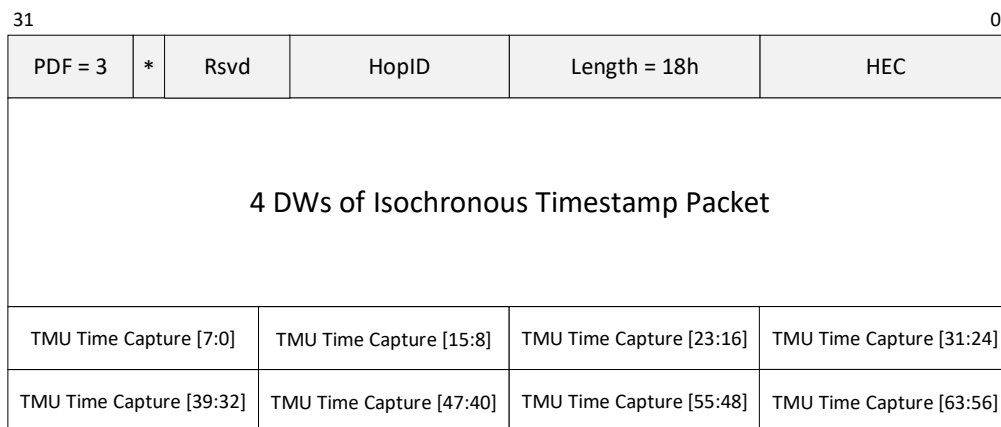 31 0
PDF = 3 * Rsvd HopID Length = 18h HEC
4 DWs of Isochronous Timestamp Packet
TMU Time Capture [7:0] TMU Time Capture [15:8] TMU Time Capture [23:16] TMU Time Capture [31:24]
TMU Time Capture [39:32] TMU Time Capture [47:40] TMU Time Capture [55:48] TMU Time Capture [63:56]